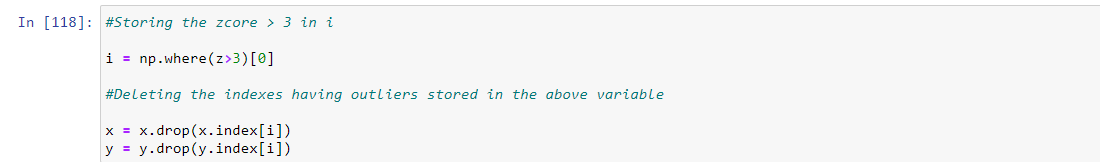 In [118]: #Storing the zcore > 3 in i
i = np.where(z>3)[0]
#Deleting the indexes having outliers stored in the above variable
x = x.drop(x.index[i])
y = y.drop(y.index[i])